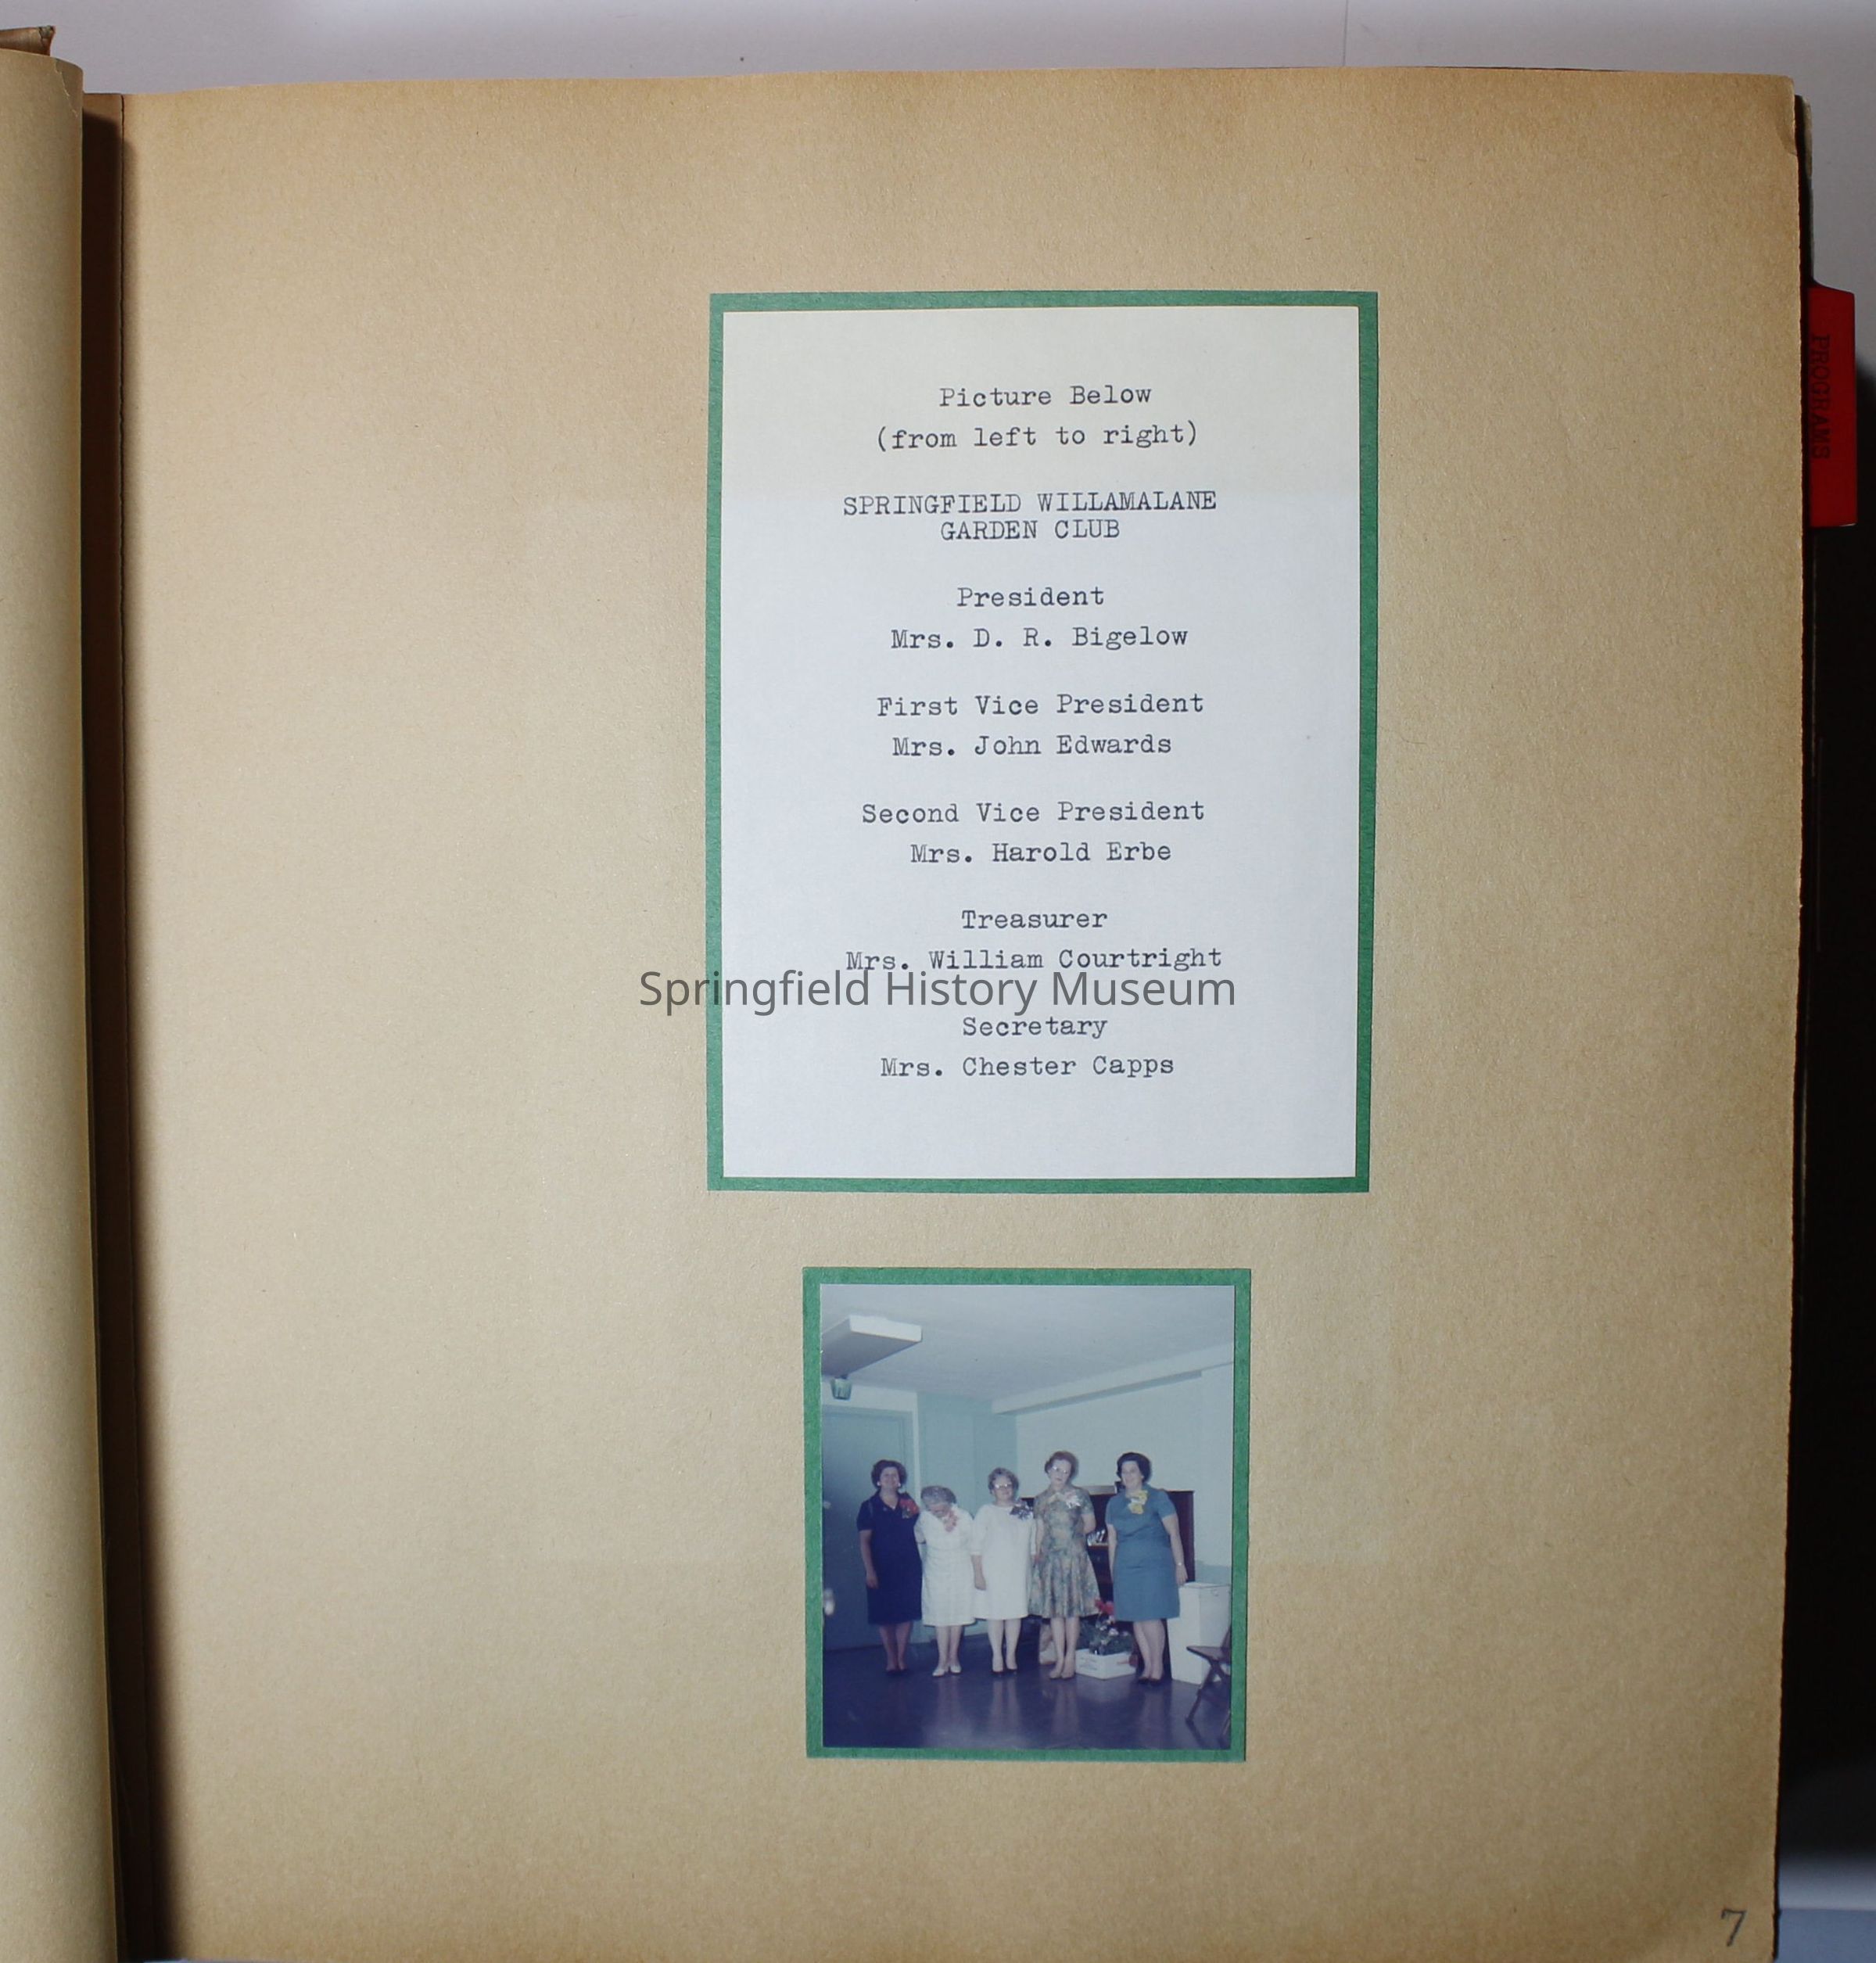 Picture Below
(from left to right)
SPRINGFIELD WILLAMALANE
GARDEN CLUB
President
Mrs. D. R. Bigelow
First Vice President
Mrs. John Edwards
Second Vice President
Mrs. Harold Erbe
Treasurer
Mrs. William Courtright
Springfield History Museum
Secretary
Mrs. Chester Capps
PROGRAMS
7